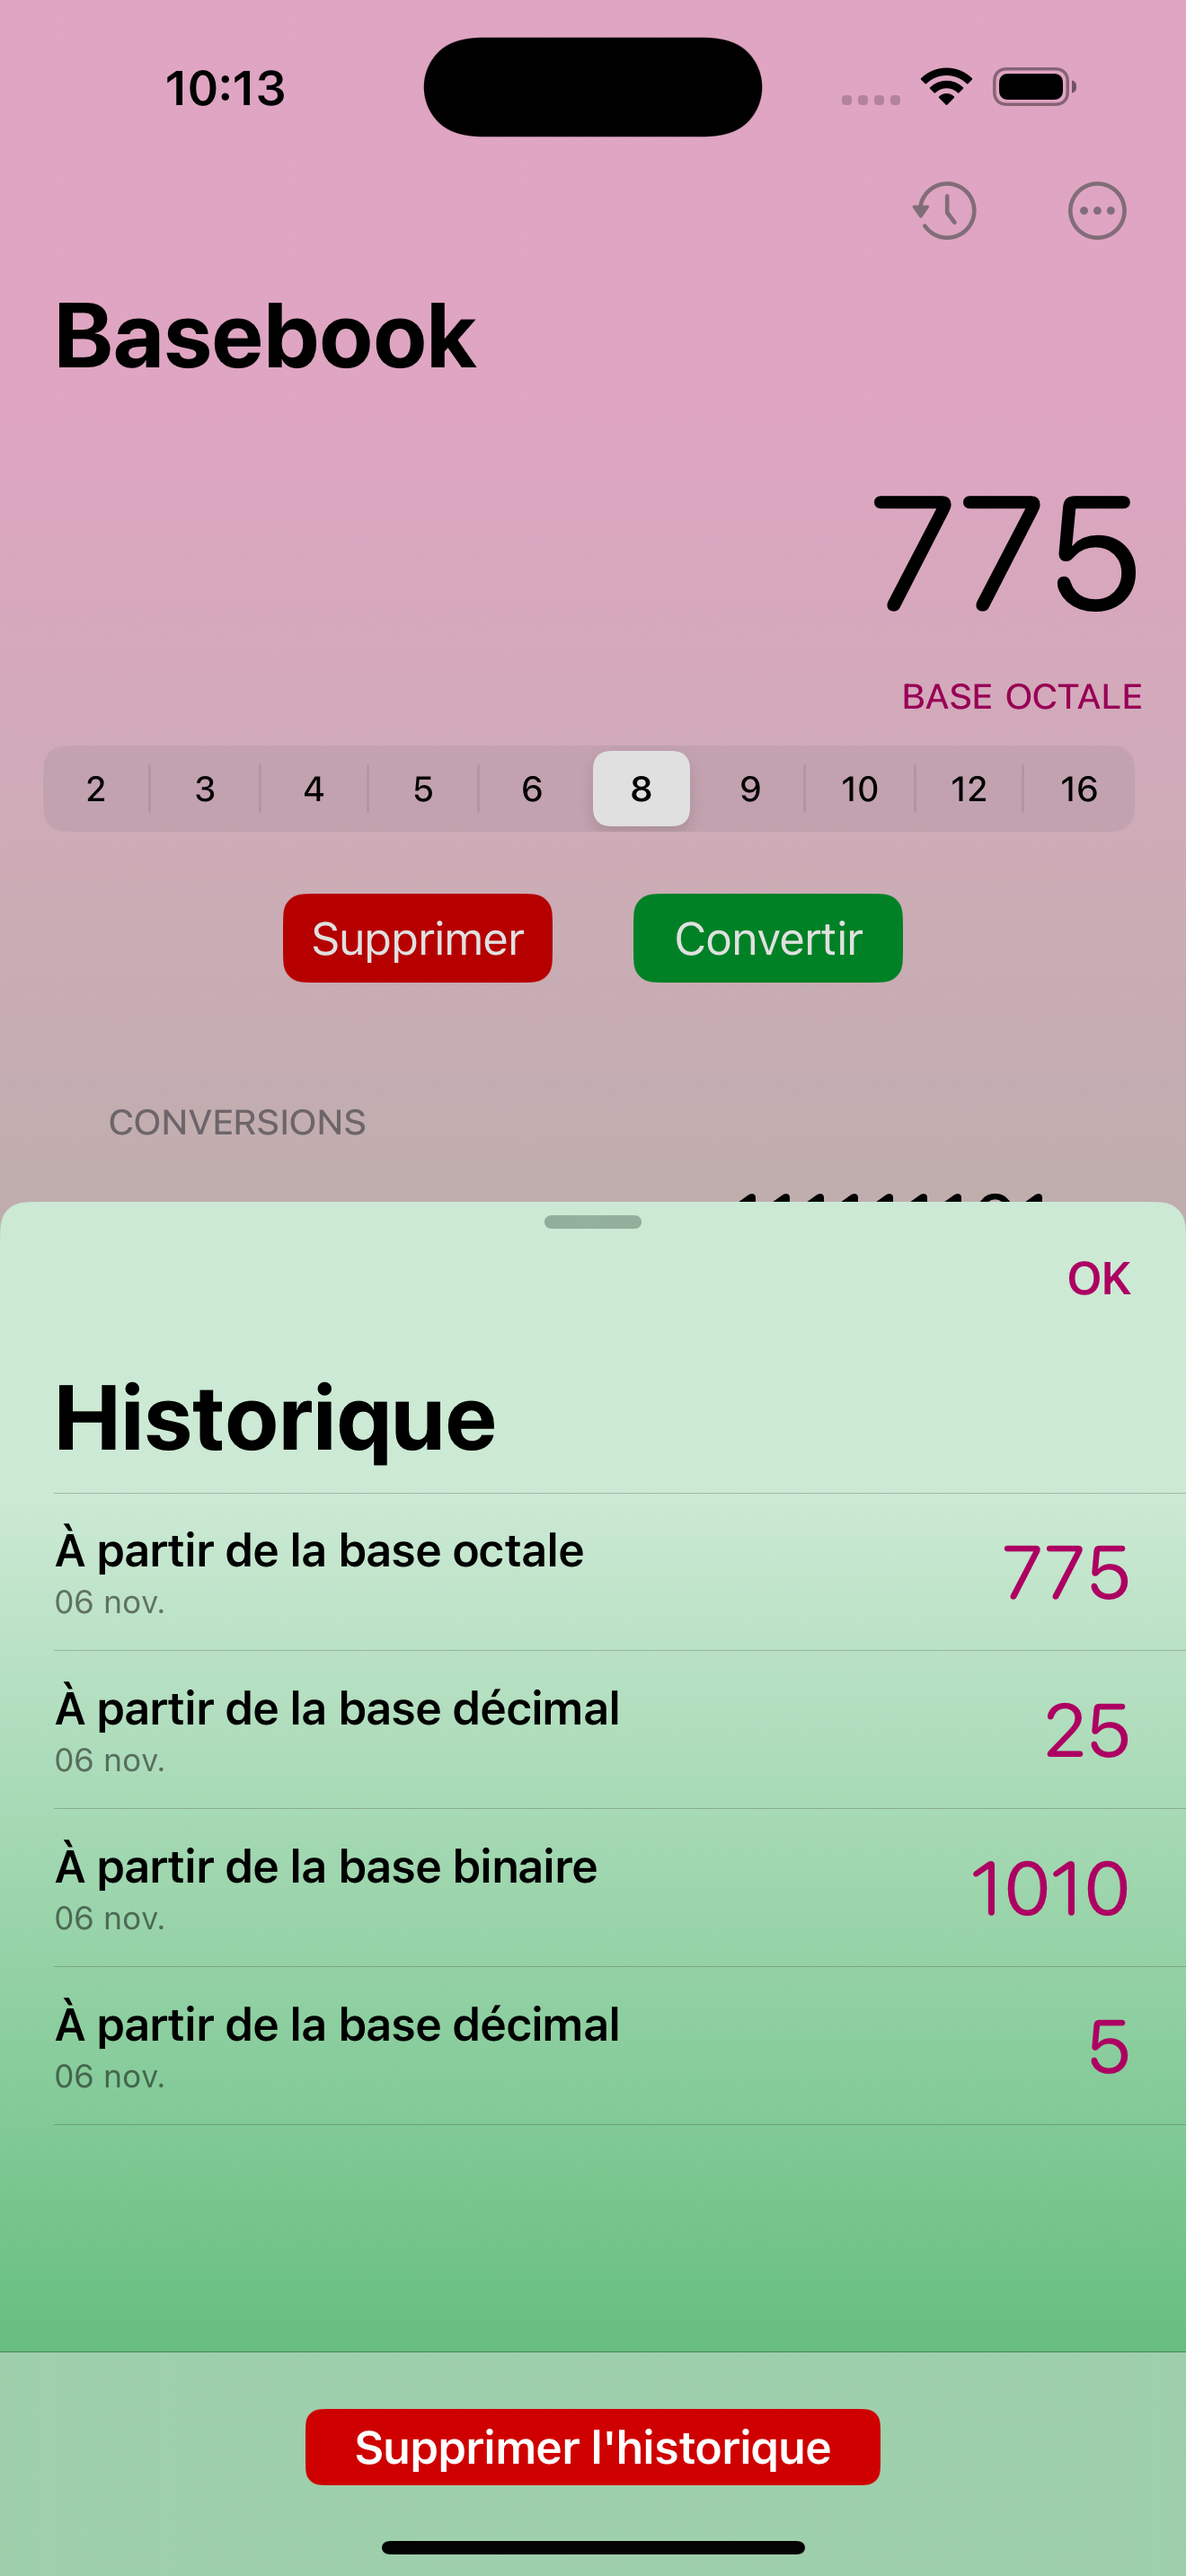 10:13
Basebook
775
BASE OCTALE
2 3 4 5 6 8 9 10 12 16
Supprimer Convertir
CONVERSIONS
OK
Historique
À partir de la base octale
06 nov.
775
À partir de la base décimal
06 nov.
25
À partir de la base binaire
06 nov.
1010
À partir de la base décimal
06 nov.
5
Supprimer l'historique